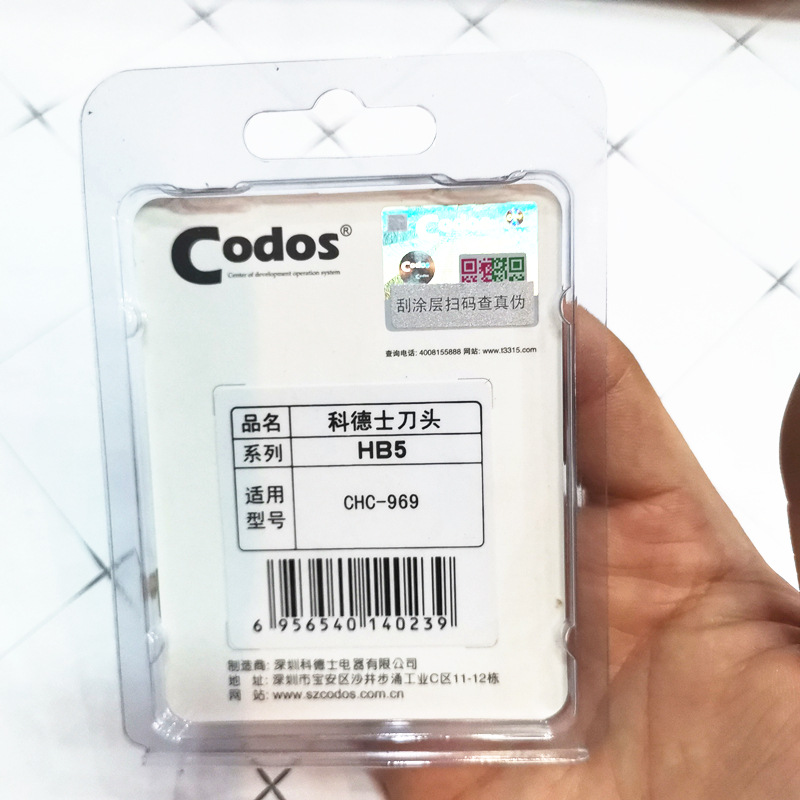 Codos®
Center of development operation system
Codos
刮涂层扫码查真伪
查询电话: 4008155888 网站: www.t3315.com
品名 科德士刀头
系列 HB5
适用型号 CHC-969
6 956540 140239
制造商: 深圳科德士电器有限公司
地 址: 深圳市宝安区沙井步涌工业C区11-12栋
网 站: www.szcodos.com.cn